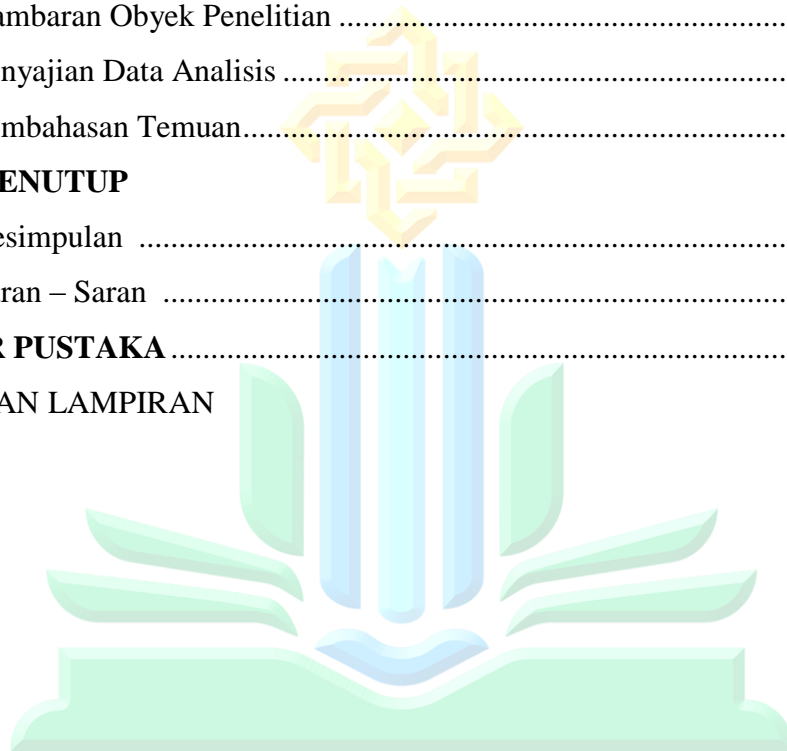 ambaran Obyek Penelitian ........................................................
nyajian Data Analisis ...............................................................
mbahasan Temuan....................................................................
ENUTUP
esimpulan .................................................................................
ran – Saran ..............................................................................
R PUSTAKA .............................................................................
AN LAMPIRAN